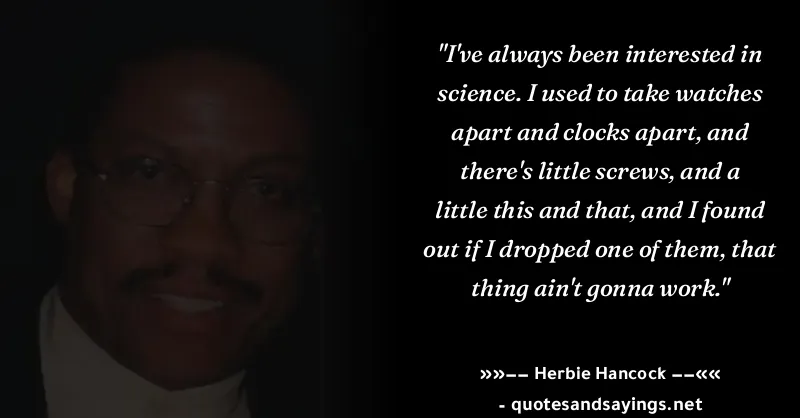 "I've always been interested in
science. I used to take watches
apart and clocks apart, and
there's little screws, and a
little this and that, and I found
out if I dropped one of them, that
thing ain't gonna work."
»»−− Herbie Hancock −−««
- quotesandsayings.net